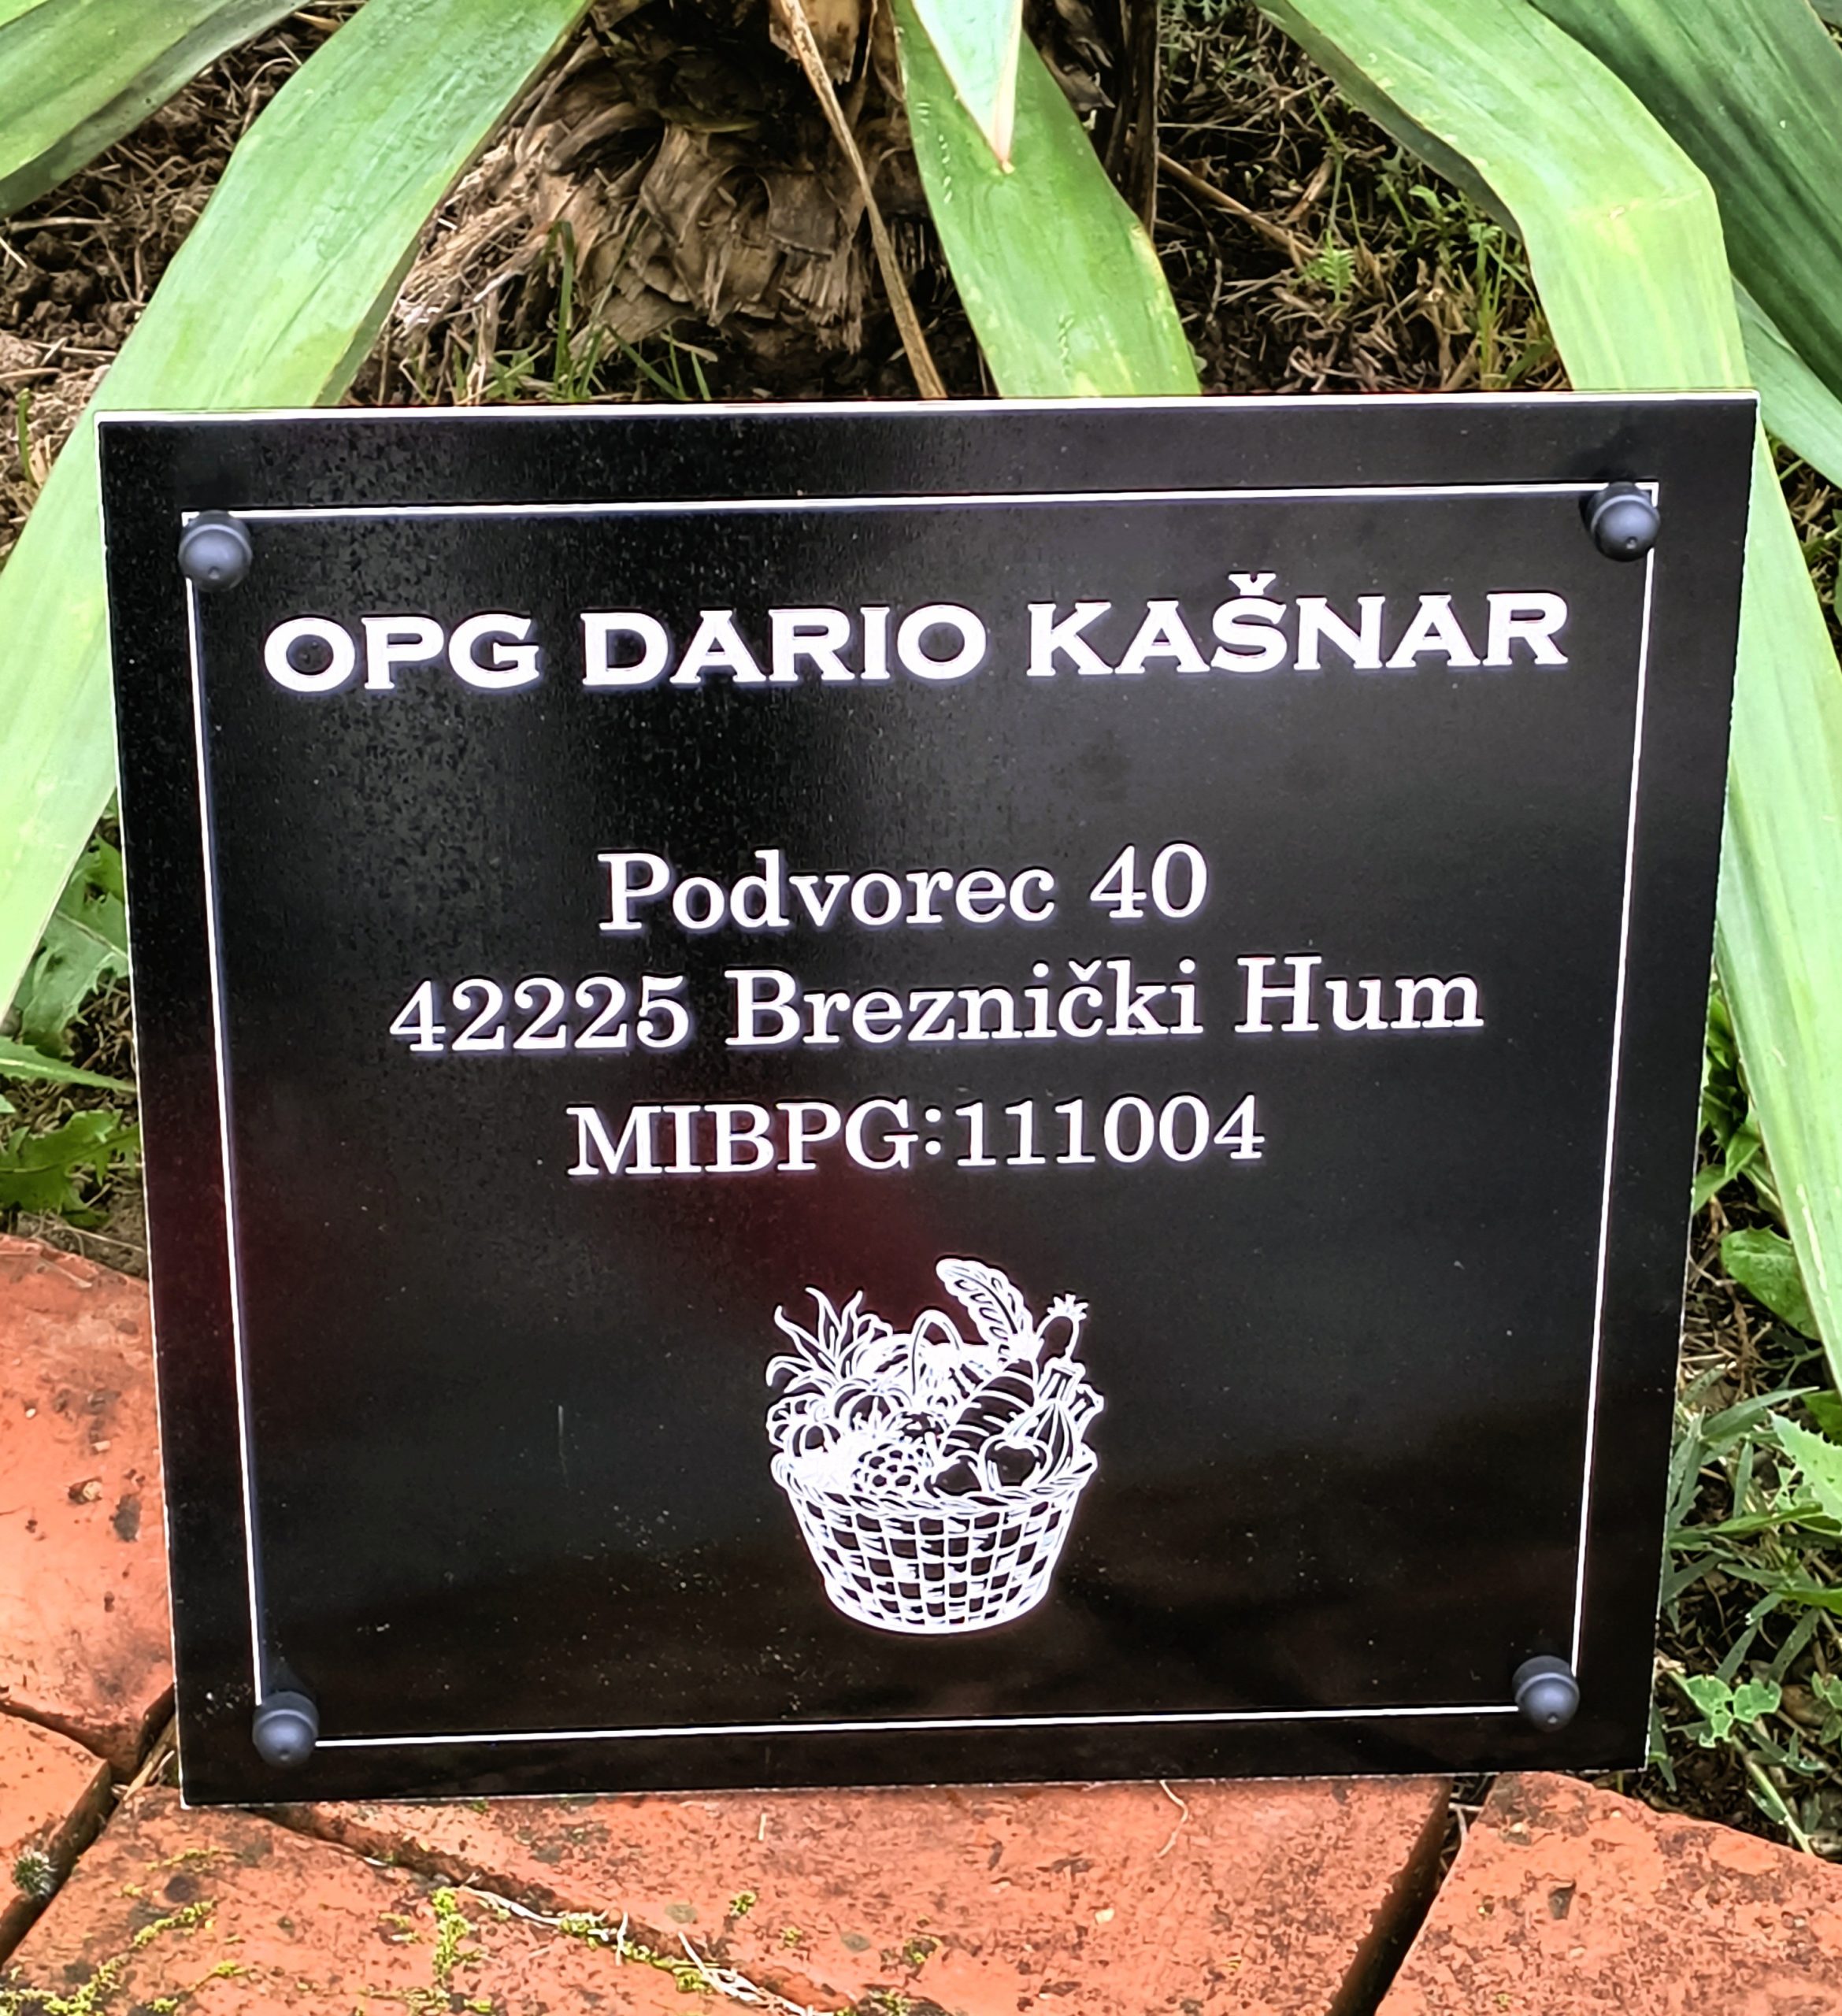 OPG DARIO KAŠNAR
Podvorec 40
42225 Breznički Hum
MIBPG:111004